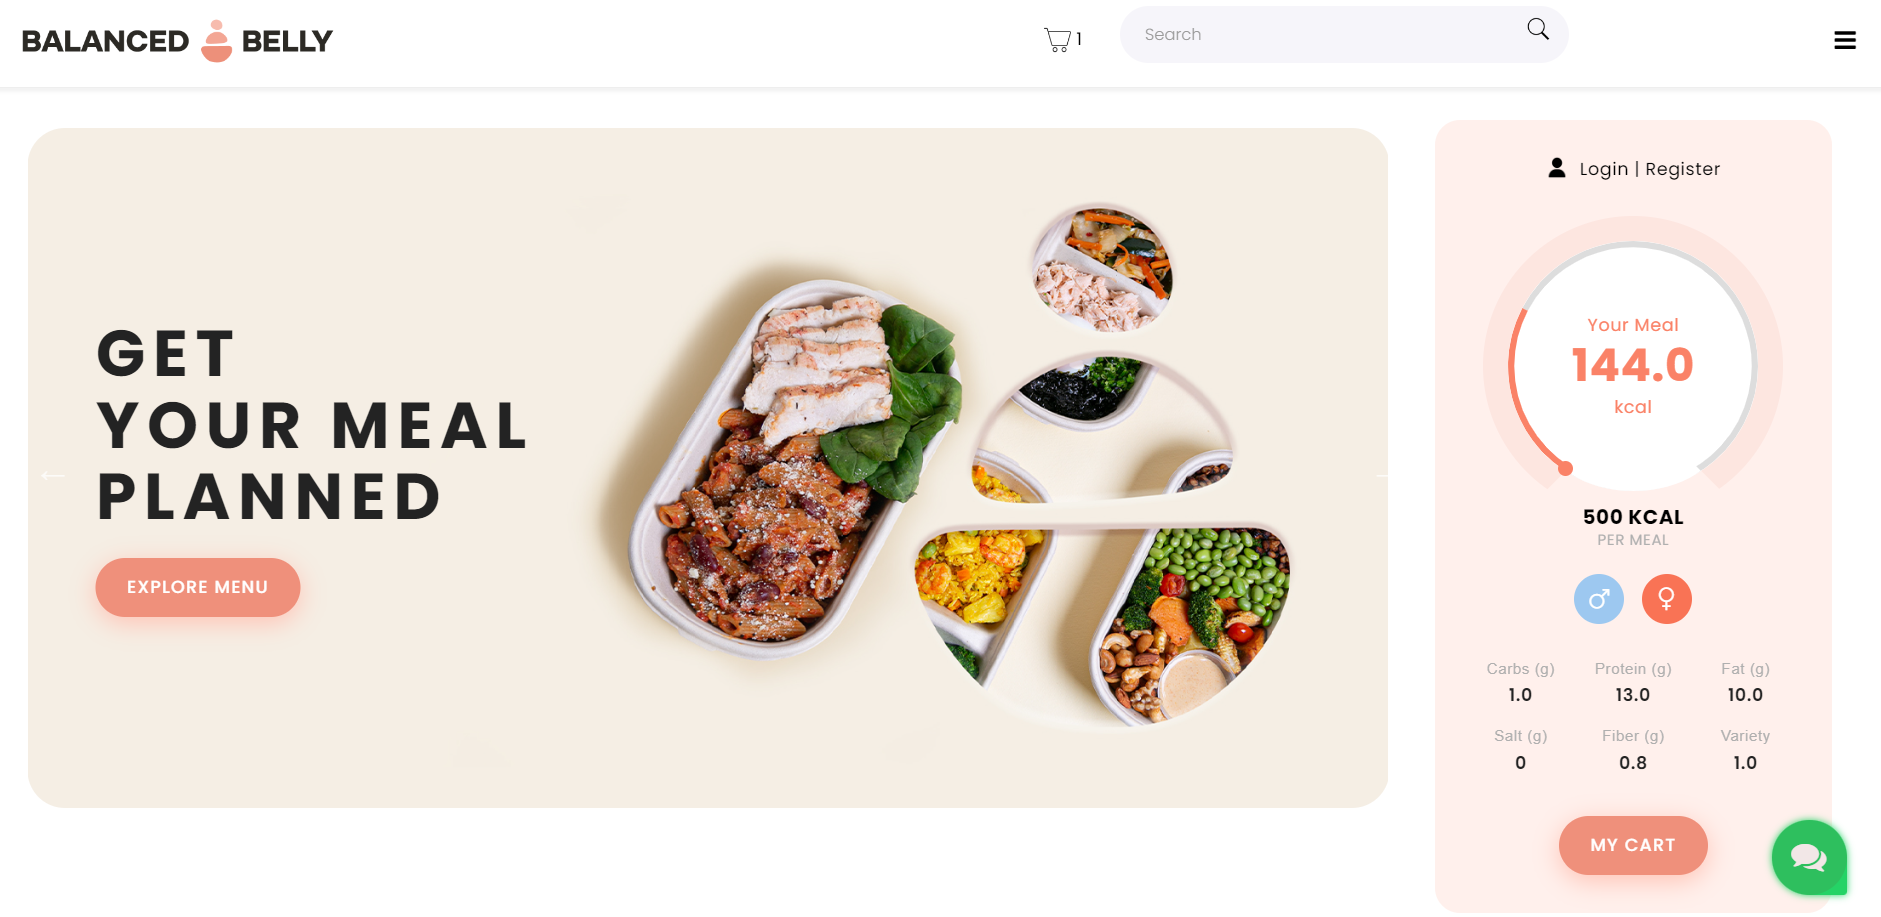 BALANCED BELLY
1
Search
GET
YOUR MEAL
PLANNED
EXPLORE MENU
Login | Register
Your Meal
144.0
kcal
500 KCAL
PER MEAL
Carbs (g) Protein (g) Fat (g)
1.0 13.0 10.0
Salt (g) Fiber (g) Variety
0 0.8 1.0
MY CART